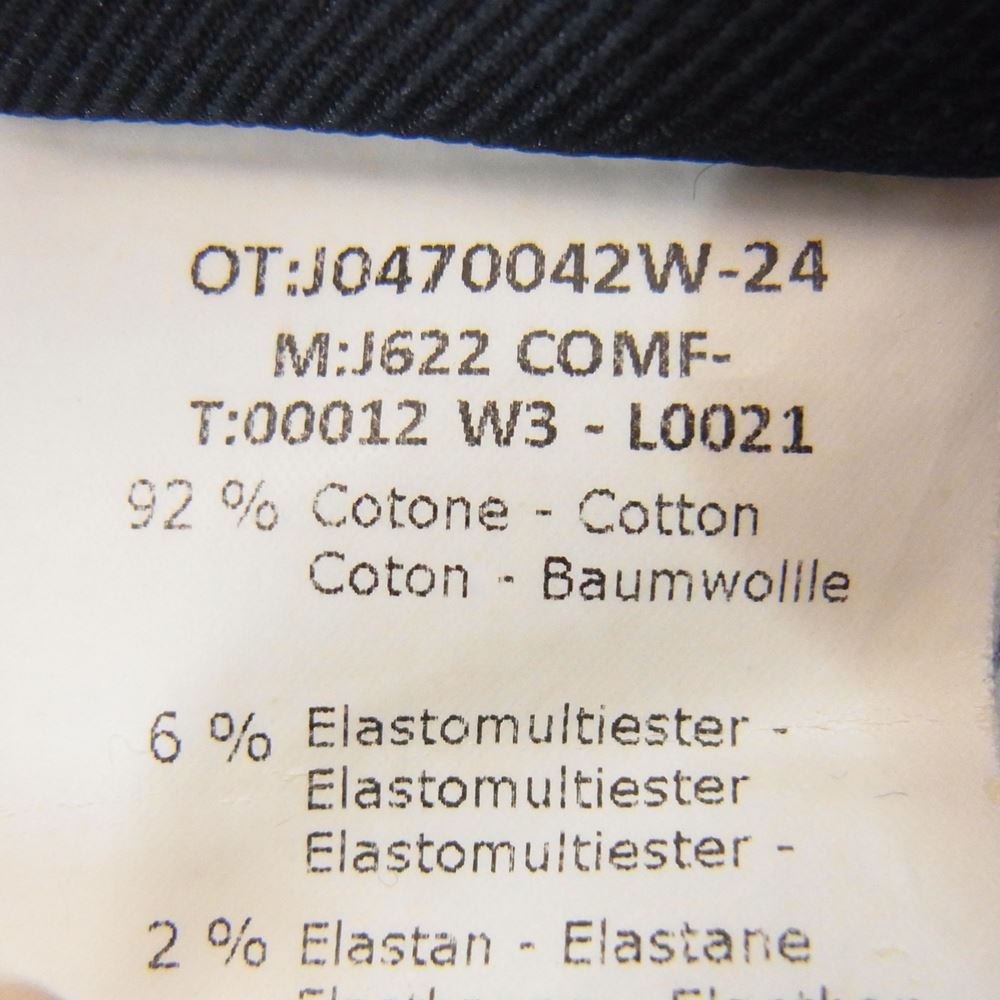 OT:J0470042W-24
M:J622 COMF-
T:00012 W3 - L0021
92 % Cotone - Cotton
Coton - Baumwollle
6 % Elastomultiester -
Elastomultiester
Elastomultiester -
2 % Elastan - Elastane